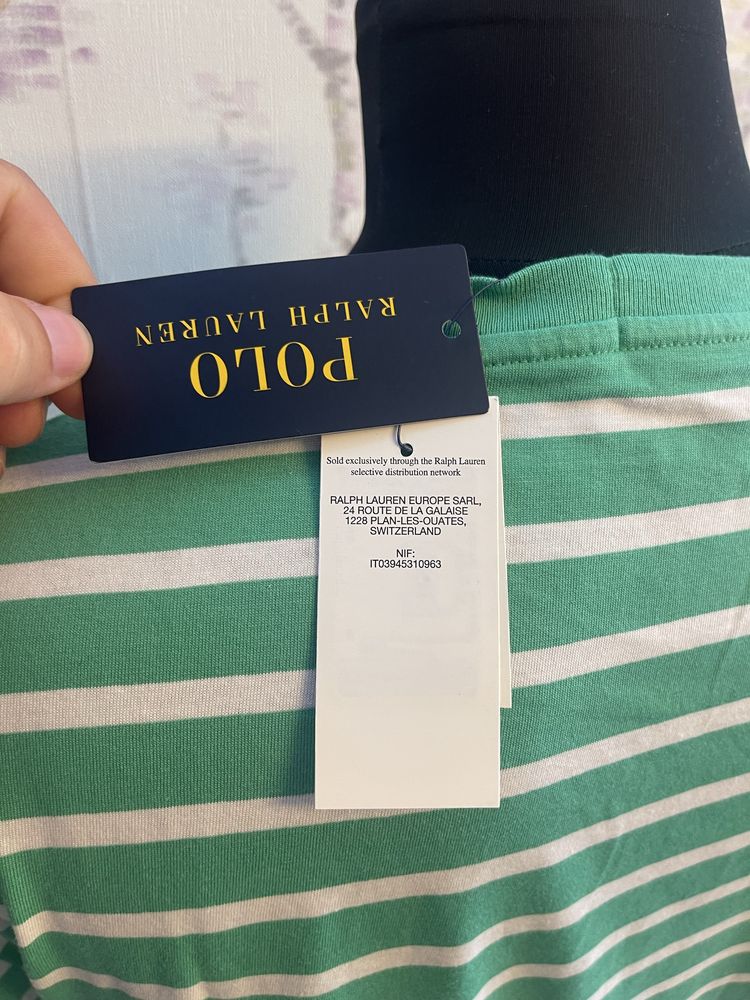 POLO
RALPH LAUREN
Sold exclusively through the Ralph Lauren
selective distribution network
RALPH LAUREN EUROPE SARL,
24 ROUTE DE LA GALAISE
1228 PLAN-LES-OUATES,
SWITZERLAND
NIF:
IT03945310963